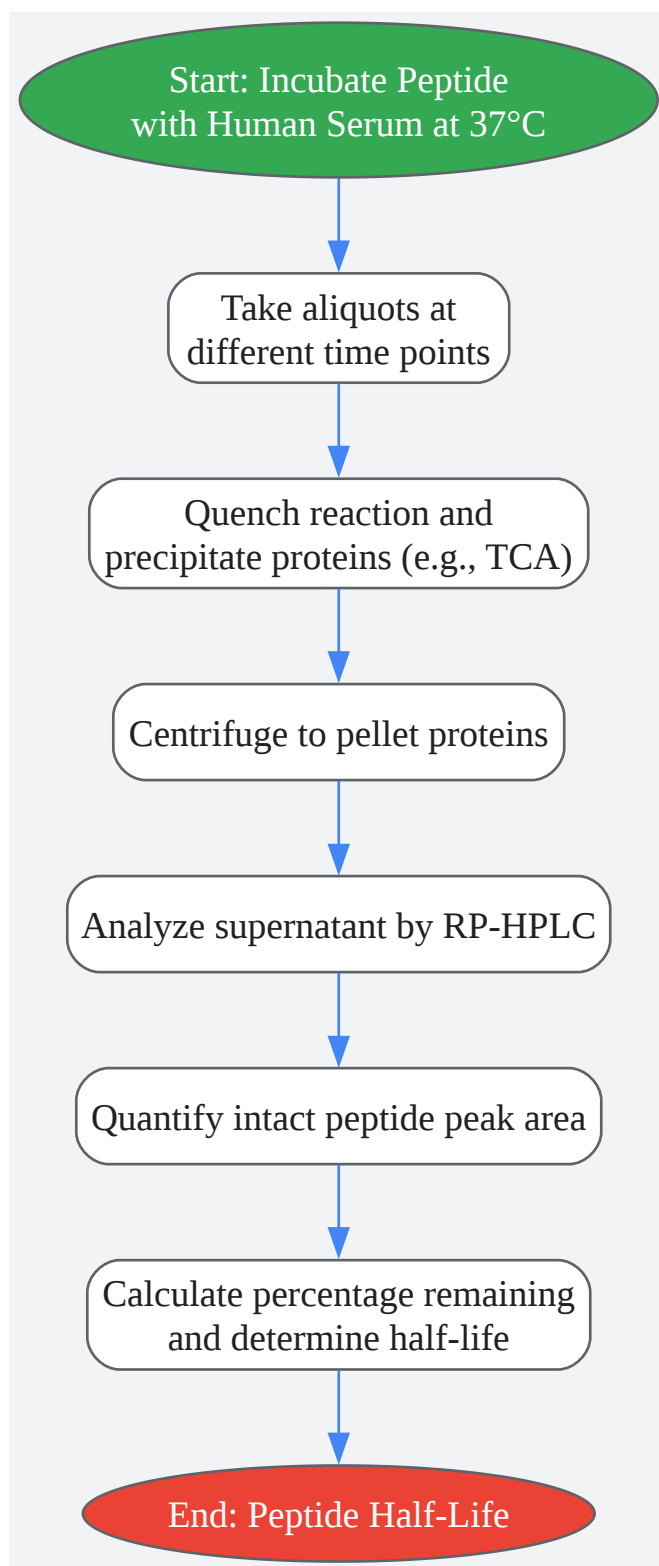 Start: Incubate Peptide
with Human Serum at 37°C
Take aliquots at
different time points
Quench reaction and
precipitate proteins (e.g., TCA)
Centrifuge to pellet proteins
Analyze supernatant by RP-HPLC
Quantify intact peptide peak area
Calculate percentage remaining
and determine half-life
End: Peptide Half-Life